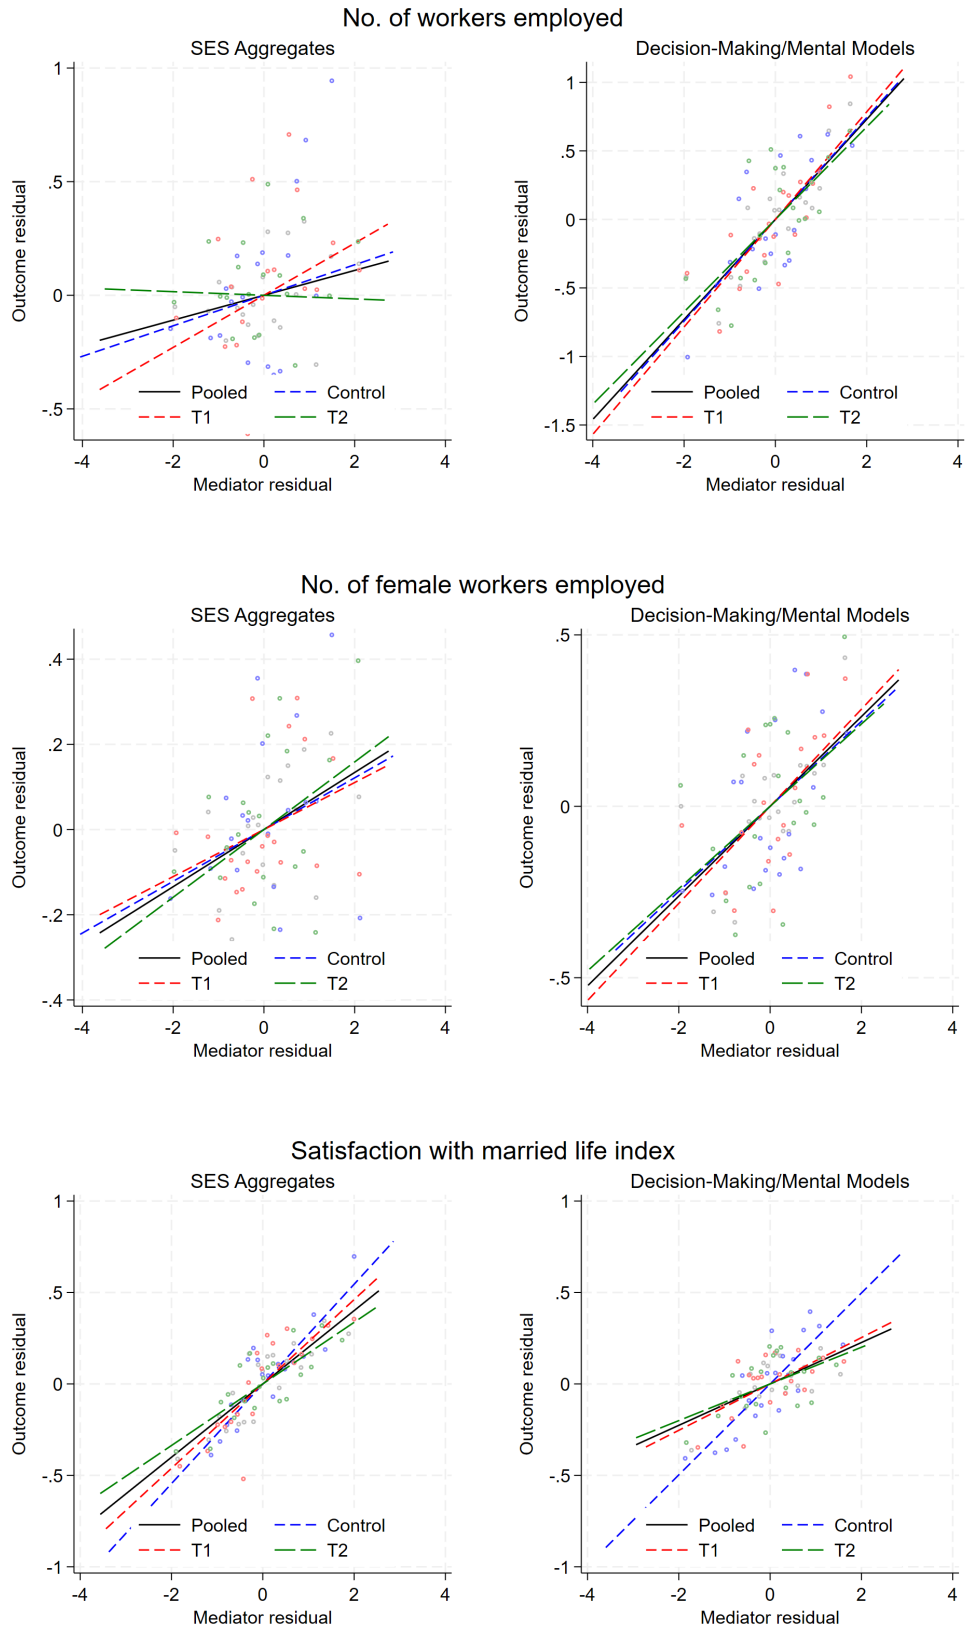 No. of workers employed
SES Aggregates
Decision-Making/Mental Models
1
.5
0
-.5
Outcome residual
-4 -2 0 2 4
Mediator residual
Pooled Control
T1 T2
1
.5
0
-.5
-1
-1.5
Outcome residual
-4 -2 0 2 4
Mediator residual
Pooled Control
T1 T2
No. of female workers employed
SES Aggregates
Decision-Making/Mental Models
.4
.2
0
-.2
-.4
Outcome residual
-4 -2 0 2 4
Mediator residual
Pooled Control
T1 T2
.5
0
-.5
Outcome residual
-4 -2 0 2 4
Mediator residual
Pooled Control
T1 T2
Satisfaction with married life index
SES Aggregates
Decision-Making/Mental Models
1
.5
0
-.5
-1
Outcome residual
-4 -2 0 2 4
Mediator residual
Pooled Control
T1 T2
1
.5
0
-.5
-1
Outcome residual
-4 -2 0 2 4
Mediator residual
Pooled Control
T1 T2